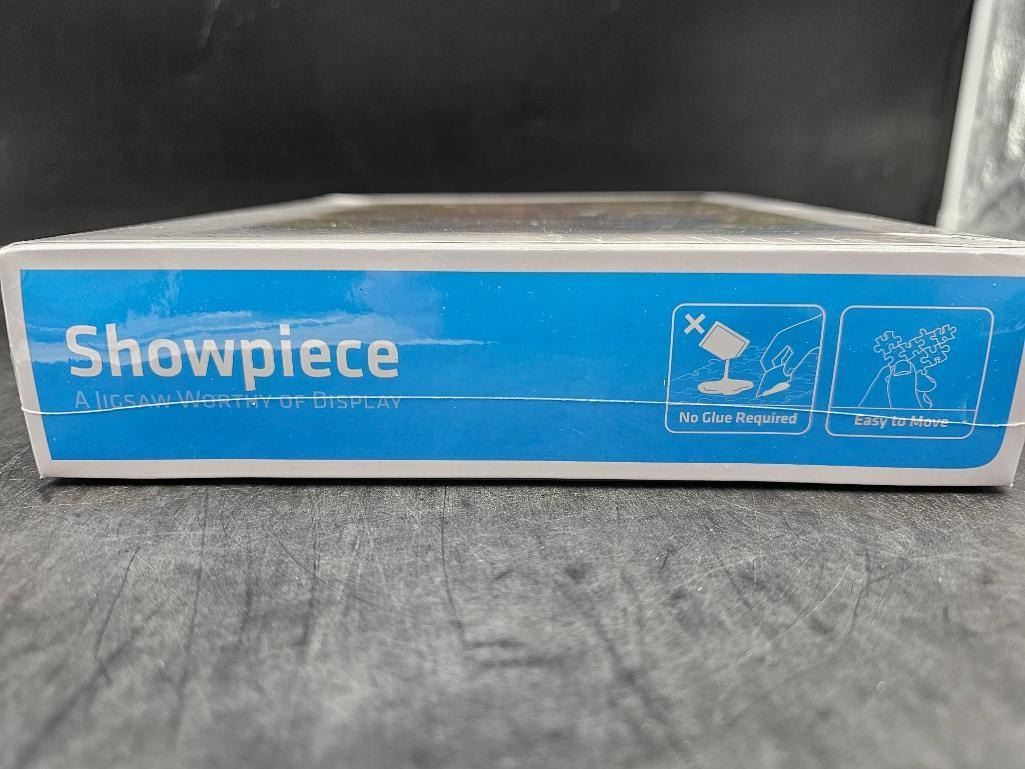 Showpiece
A Jigsaw Worthy of Display
No Glue Required
Easy to Move